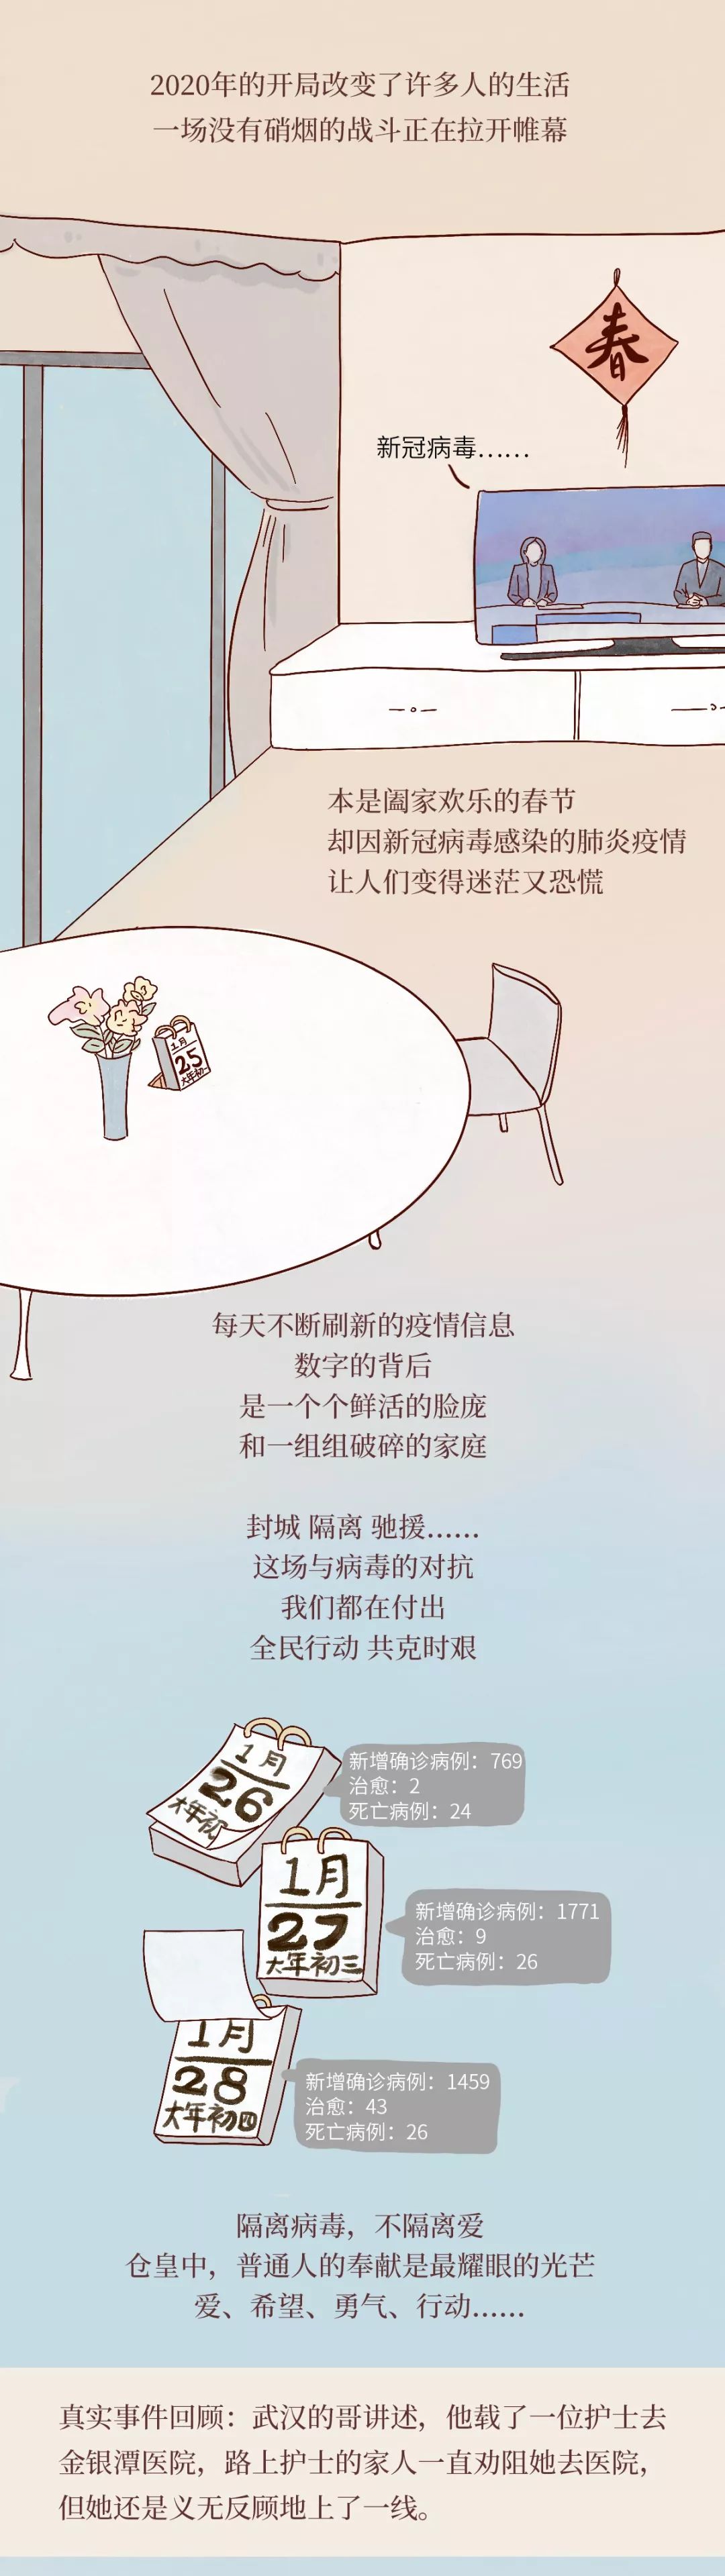 2020年的开局改变了许多人的生活
一场没有硝烟的战斗正在拉开帷幕
春
新冠病毒……
本是阖家欢乐的春节
却因新冠病毒感染的肺炎疫情
让人们变得迷茫又恐慌
1月
25
大年初一
每天不断刷新的疫情信息
数字的背后
是一个个鲜活的脸庞
和一组组破碎的家庭
封城 隔离 驰援……
这场与病毒的对抗
我们都在付出
全民行动 共克时艰
1月
26
大年初
新增确诊病例：769
治愈：2
死亡病例：24
1月
27
大年初三
新增确诊病例：1771
治愈：9
死亡病例：26
1月
28
大年初四
新增确诊病例：1459
治愈：43
死亡病例：26
隔离病毒，不隔离爱
仓皇中，普通人的奉献是最耀眼的光芒
爱、希望、勇气、行动……
真实事件回顾：武汉的哥讲述，他载了一位护士去
金银潭医院，路上护士的家人一直劝阻她去医院，
但她还是义无反顾地上了一线。